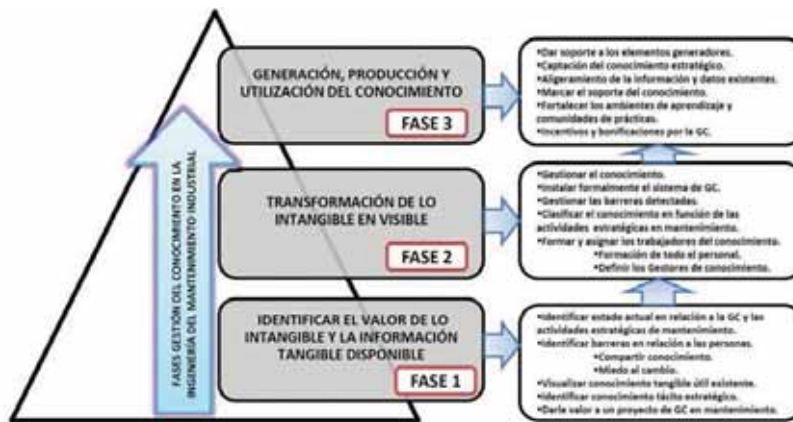 GENERACIÓN, PRODUCCIÓN Y
UTILIZACIÓN DEL CONOCIMIENTO
FASE 3
•Dar soporte a los elementos generadores.
•Captación del conocimiento estratégico.
•Aligeramiento de la información y datos existentes.
•Marcar el soporte del conocimiento.
•Fortalecer los ambientes de aprendizaje y
comunidades de prácticas.
•Incentivos y bonificaciones por la GC.
TRANSFORMACIÓN DE LO
INTANGIBLE EN VISIBLE
FASE 2
•Gestionar el conocimiento.
•Instalar formalmente el sistema de GC.
•Gestionar las barreras detectadas.
•Clasificar el conocimiento en función de las
actividades estratégicas en mantenimiento.
•Formar y asignar los trabajadores del conocimiento.
•Formación de todo el personal.
•Definir los Gestores de conocimiento.
IDENTIFICAR EL VALOR DE LO
INTANGIBLE Y LA INFORMACIÓN
TANGIBLE DISPONIBLE
FASE 1
•Identificar estado actual en relación a la GC y las
actividades estratégicas de mantenimiento.
•Identificar barreras en relación a las personas.
•Compartir conocimiento.
•Miedo al cambio.
•Visualizar conocimiento tangible útil existente.
•Identificar conocimiento tácito estratégico.
•Darle valor a un proyecto de GC en mantenimiento.
FASES GESTIÓN DEL CONOCIMIENTO EN LA
INGENIERÍA DEL MANTENIMIENTO INDUSTRIAL